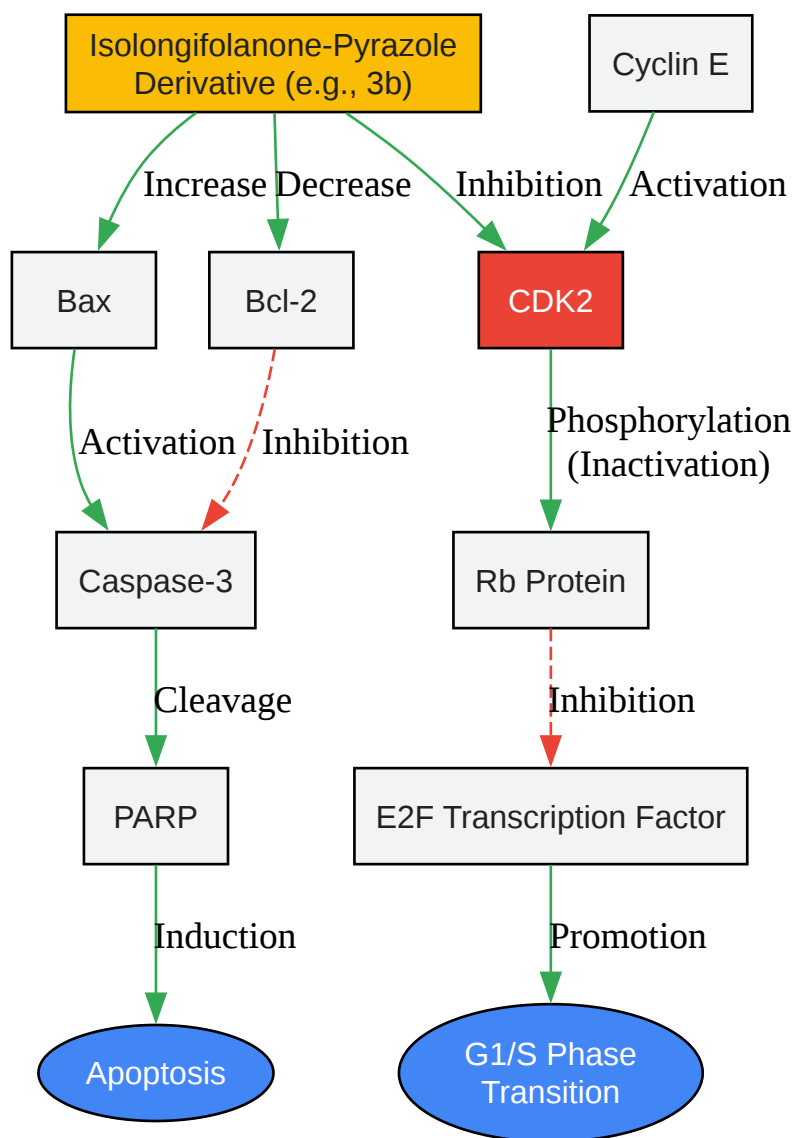 Isolongifolanone-Pyrazole
Derivative (e.g., 3b)
Cyclin E
Increase
Decrease
Inhibition
Activation
Bax
Bcl-2
CDK2
Activation
Inhibition
Phosphorylation
(Inactivation)
Caspase-3
Rb Protein
Cleavage
Inhibition
PARP
E2F Transcription Factor
Induction
Promotion
Apoptosis
G1/S Phase
Transition